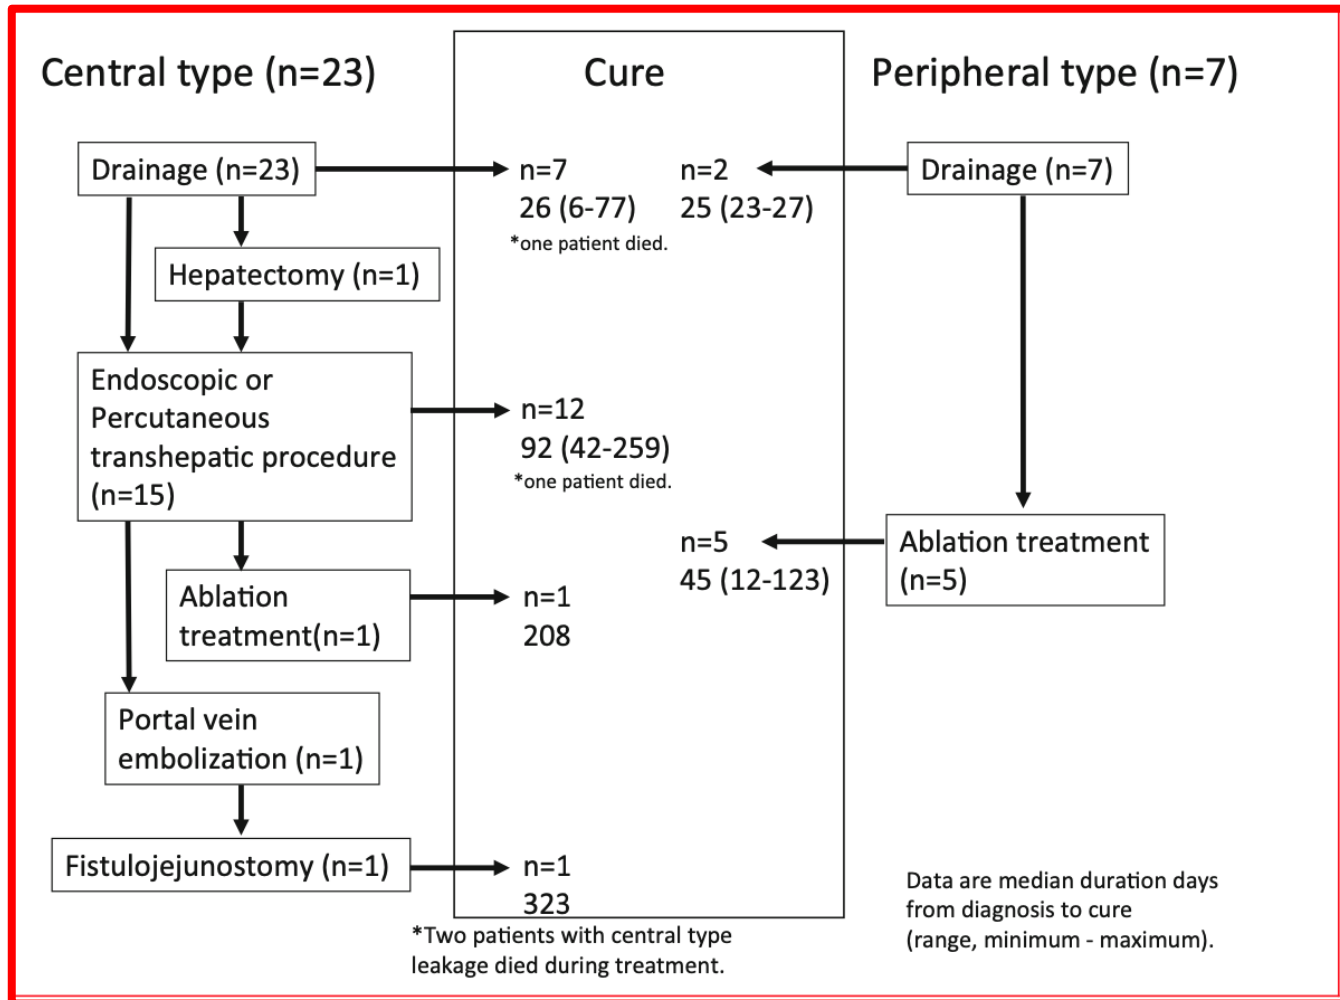 Central type (n=23)
Cure
Peripheral type (n=7)
Drainage (n=23)
n=7
26 (6-77)
*one patient died.
n=2
25 (23-27)
Drainage (n=7)
Hepatectomy (n=1)
Endoscopic or
Percutaneous
transhepatic procedure
(n=15)
n=12
92 (42-259)
*one patient died.
n=5
45 (12-123)
Ablation treatment
(n=5)
Ablation
treatment(n=1)
n=1
208
Portal vein
embolization (n=1)
Fistulojejunostomy (n=1)
n=1
323
*Two patients with central type
leakage died during treatment.
Data are median duration days
from diagnosis to cure
(range, minimum - maximum).